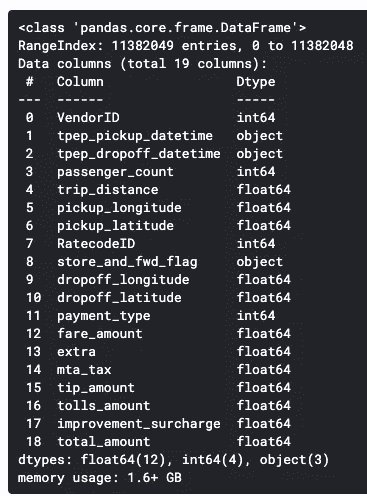 <class 'pandas.core.frame.DataFrame'>
RangeIndex: 11382049 entries, 0 to 11382048
Data columns (total 19 columns):
 #   Column                 Dtype
---  ------                 -----
 0   VendorID               int64
 1   tpep_pickup_datetime   object
 2   tpep_dropoff_datetime  object
 3   passenger_count        int64
 4   trip_distance          float64
 5   pickup_longitude       float64
 6   pickup_latitude        float64
 7   RatecodeID             int64
 8   store_and_fwd_flag     object
 9   dropoff_longitude      float64
 10  dropoff_latitude       float64
 11  payment_type           int64
 12  fare_amount            float64
 13  extra                  float64
 14  mta_tax                float64
 15  tip_amount             float64
 16  tolls_amount           float64
 17  improvement_surcharge  float64
 18  total_amount           float64
dtypes: float64(12), int64(4), object(3)
memory usage: 1.6+ GB